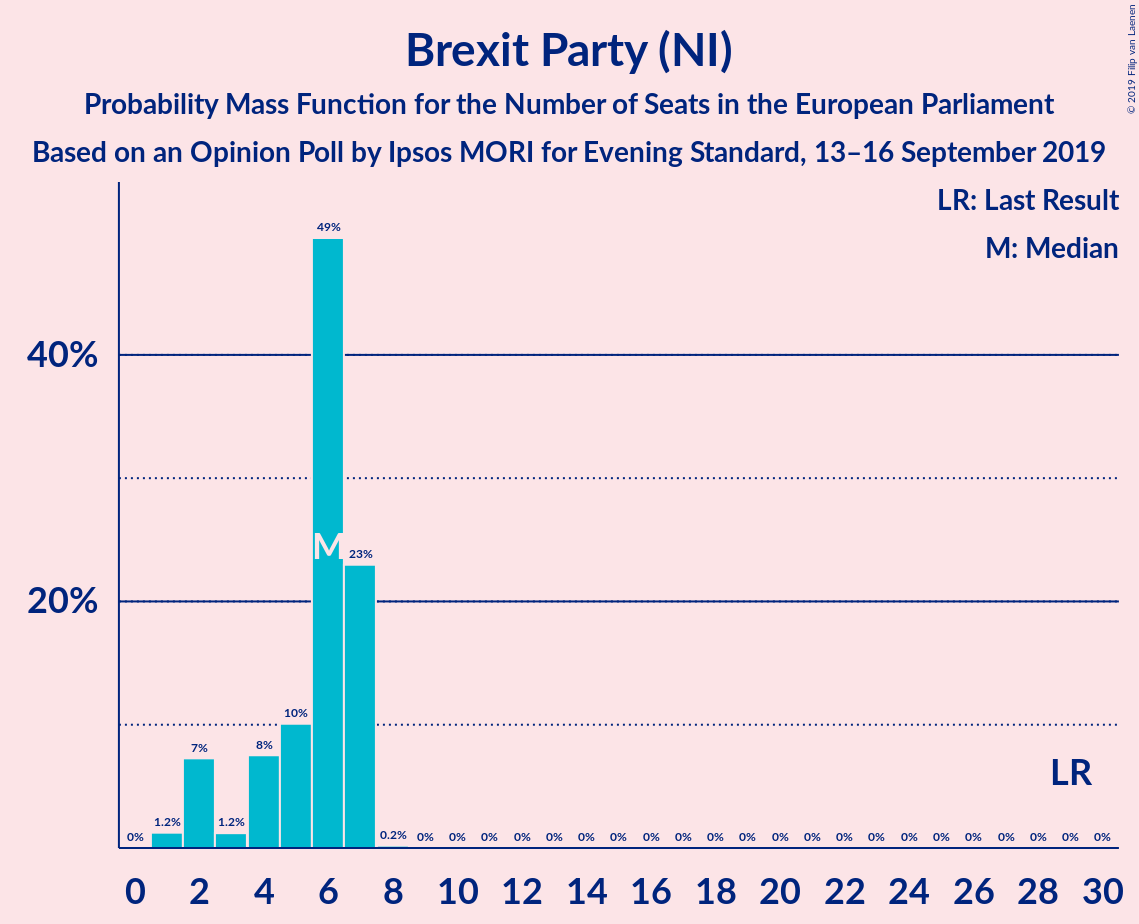 Brexit Party (NI)
Probability Mass Function for the Number of Seats in the European Parliament
Based on an Opinion Poll by Ipsos MORI for Evening Standard, 13–16 September 2019
© 2019 Filip van Laenen
LR: Last Result
M: Median
49%
40%
M 23%
20%
10%
8%
7%
LR
0% 1.2% 1.2% 0.2% 0% 0% 0% 0% 0% 0% 0% 0% 0% 0% 0% 0% 0% 0% 0% 0% 0% 0% 0% 0% 0% 0%
0 2 4 6 8 10 12 14 16 18 20 22 24 26 28 30